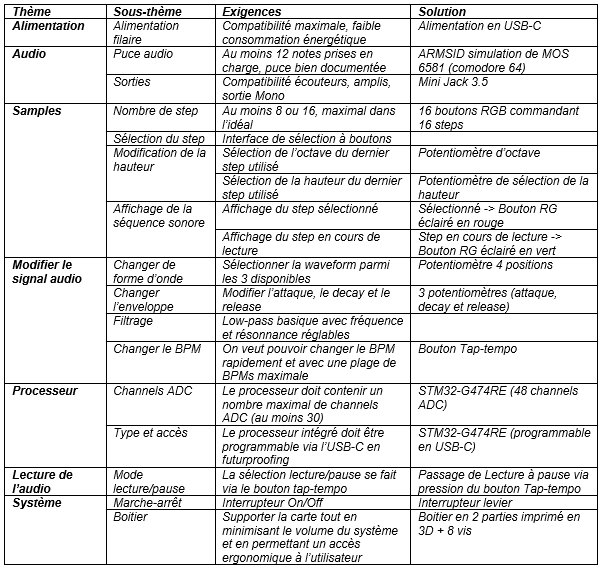 Thème Sous-thème Exigences Solution
Alimentation Alimentation Compatibilité maximale, faible Alimentation en USB-C
filaire consommation énergétique
Audio Puce audio Au moins 12 notes prises en ARMSID simulation de MOS
charge, puce bien documentée 6581 (comodore 64)
Sorties Compatibilité écouteurs, amplis, Mini Jack 3.5
sortie Mono
Samples Nombre de step Au moins 8 ou 16, maximal dans 16 boutons RGB commandant
l'idéal 16 steps
Sélection du step Interface de sélection à boutons
Modification de la Sélection de l'octave du dernier Potentiomètre d'octave
hauteur step utilisé
Sélection de la hauteur du dernier Potentiomètre de sélection de la
step utilisé hauteur
Affichage de la Affichage du step sélectionné Sélectionné -> Bouton RG
séquence sonore éclairé en rouge
Affichage du step en cours de Step en cours de lecture ->
lecture Bouton RG éclairé en vert
Modifier le Changer de Sélectionner la waveform parmi Potentiomètre 4 positions
signal audio forme d'onde les 3 disponibles
Changer Modifier l'attaque, le decay et le 3 potentiomètres (attaque,
l'enveloppe release decay et release)
Filtrage Low-pass basique avec fréquence
et résonnance réglables
Changer le BPM On veut pouvoir changer le BPM Bouton Tap-tempo
rapidement et avec une plage de
BPMs maximale
Processeur Channels ADC Le processeur doit contenir un STM32-G474RE (48 channels
nombre maximal de channels ADC)
ADC (au moins 30)
Type et accès Le processeur intégré doit être STM32-G474RE (programmable
programmable via l'USB-C en en USB-C)
futurproofing
Lecture de Mode La sélection lecture/pause se fait Passage de Lecture à pause via
l'audio lecture/pause via le bouton tap-tempo pression du bouton Tap-tempo
Système Marche-arrêt Interrupteur On/Off Interrupteur levier
Boitier Supporter la carte tout en Boitier en 2 parties imprimé en
minimisant le volume du système 3D + 8 vis
et en permettant un accès
ergonomique à l'utilisateur